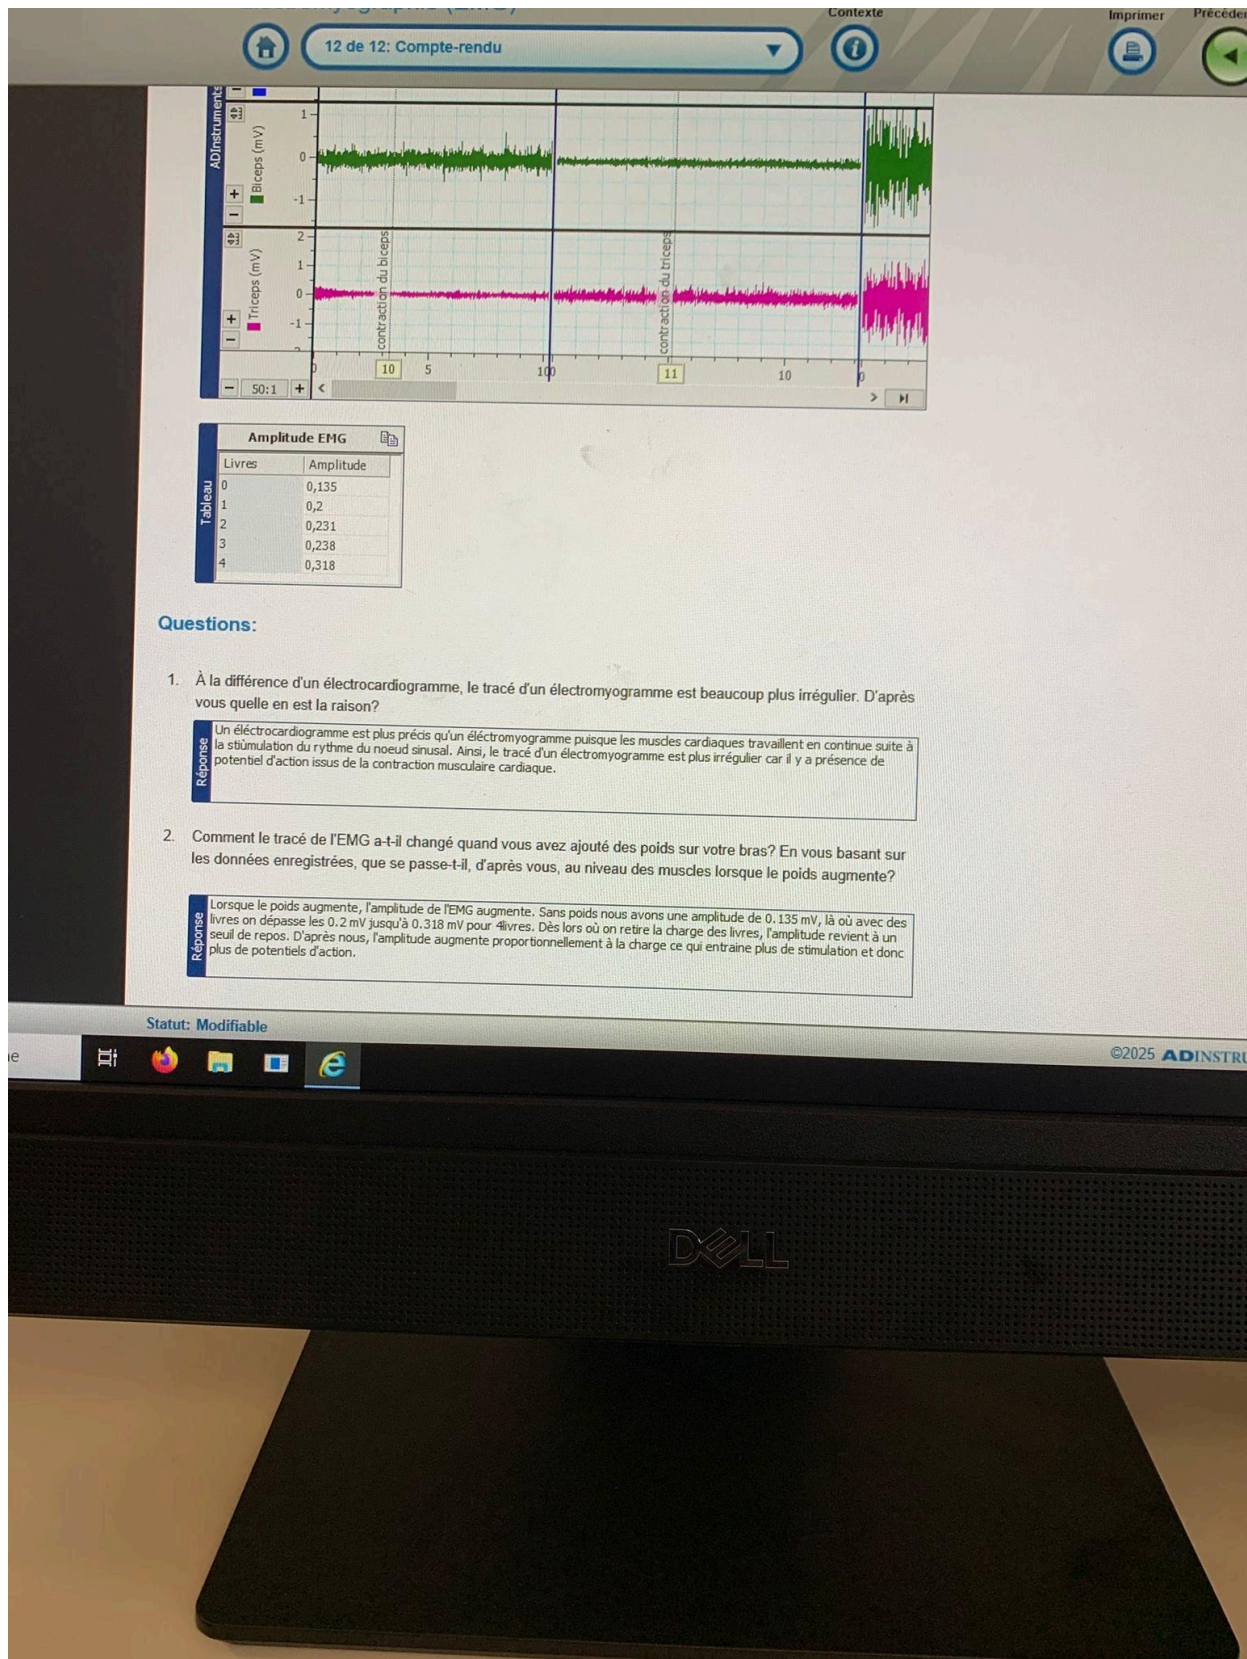 Contexte
Imprimer
12 de 12: Compte-rendu
ADInstruments
Biceps (mV)
1
0
-1
Triceps (mV)
2
1
0
-1
contraction du biceps
contraction du triceps
0
10
5
10
0
11
10
0
50:1
Amplitude EMG
Tableau
Livres Amplitude
0 0,135
1 0,2
2 0,231
3 0,238
4 0,318
Questions:
1. À la différence d'un électrocardiogramme, le tracé d'un électromyogramme est beaucoup plus irrégulier. D'après
vous quelle en est la raison?
Réponse
Un éléctrocardiogramme est plus précis qu'un éléctromyogramme puisque les muscles cardiaques travaillent en continue suite à
la stiùmulation du rythme du noeud sinusal. Ainsi, le tracé d'un électromyogramme est plus irrégulier car il y a présence de
potentiel d'action issus de la contraction musculaire cardiaque.
2. Comment le tracé de l'EMG a-t-il changé quand vous avez ajouté des poids sur votre bras? En vous basant sur
les données enregistrées, que se passe-t-il, d'après vous, au niveau des muscles lorsque le poids augmente?
Réponse
Lorsque le poids augmente, l'amplitude de l'EMG augmente. Sans poids nous avons une amplitude de 0.135 mV, là où avec des
livres on dépasse les 0.2 mV jusqu'à 0.318 mV pour 4livres. Dès lors où on retire la charge des livres, l'amplitude revient à un
seuil de repos. D'après nous, l'amplitude augmente proportionnellement à la charge ce qui entraine plus de stimulation et donc
plus de potentiels d'action.
Statut: Modifiable
©2025 ADINSTRU
DELL